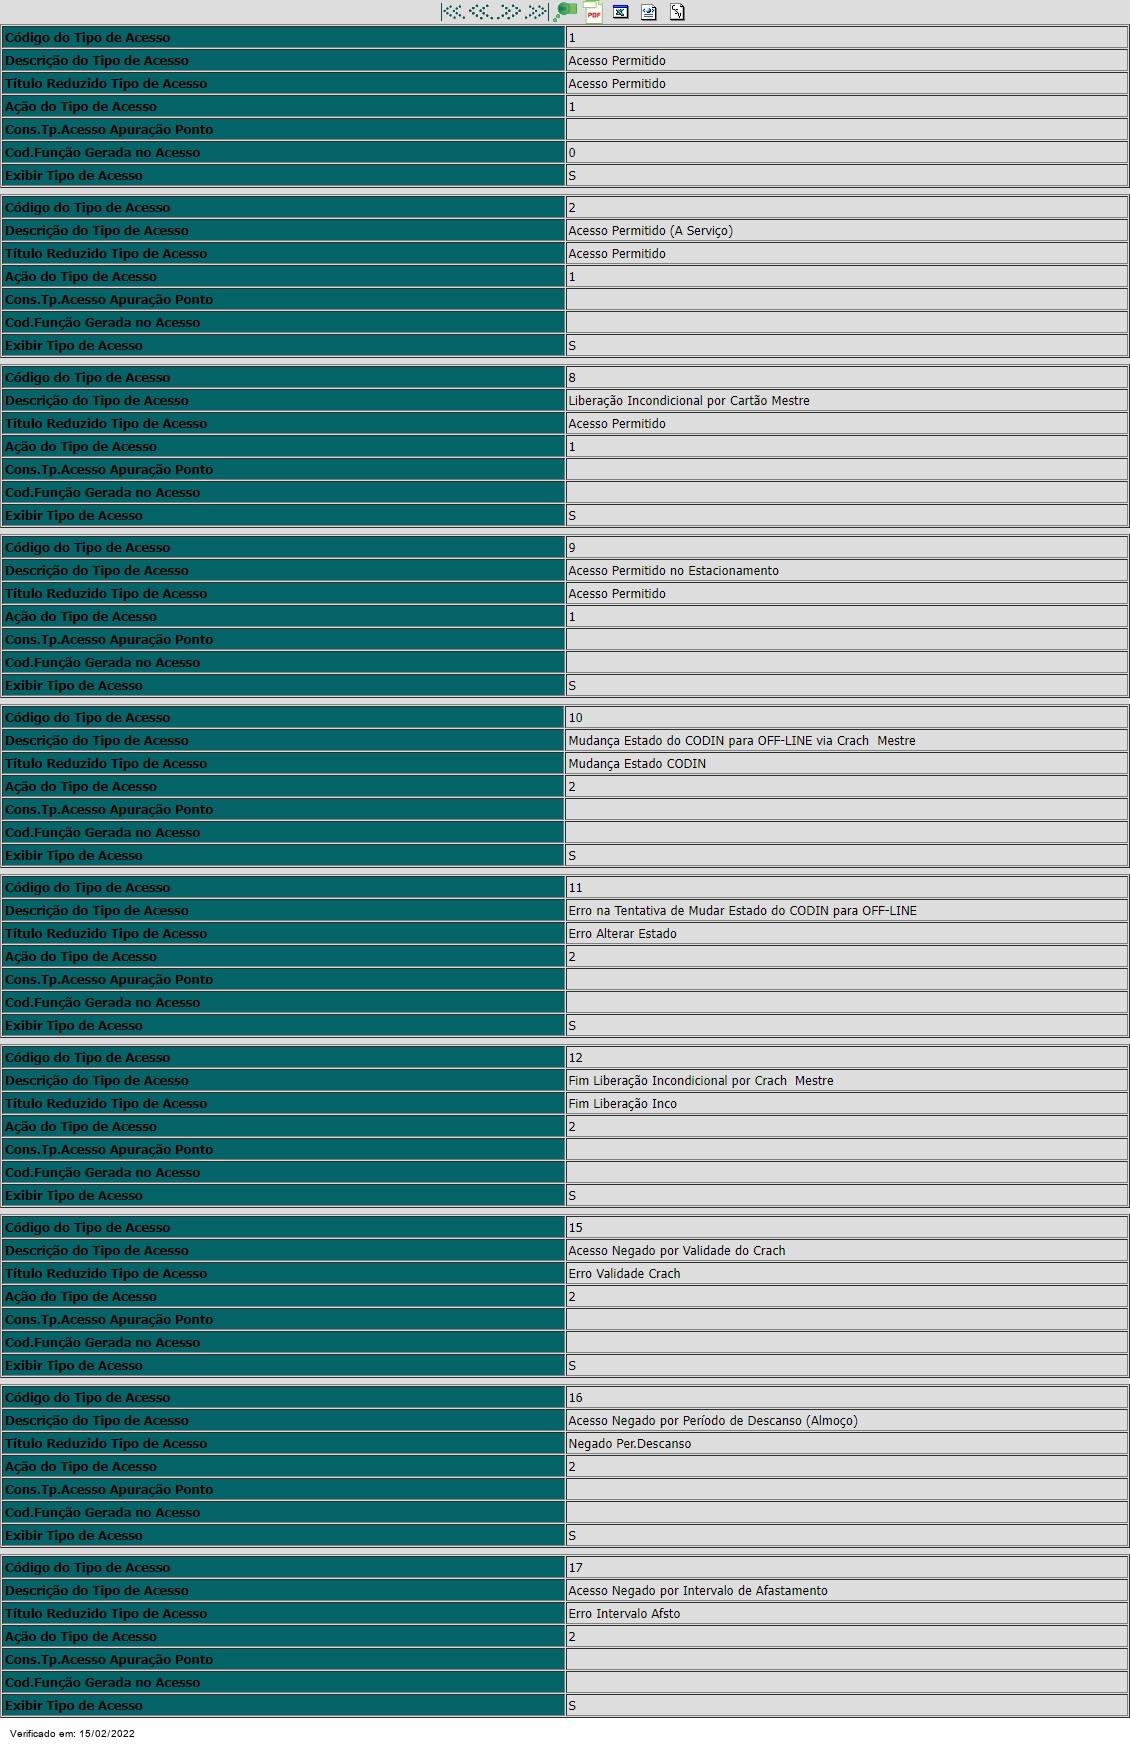 PDF
Código do Tipo de Acesso 1
Descrição do Tipo de Acesso Acesso Permitido
Título Reduzido Tipo de Acesso Acesso Permitido
Ação do Tipo de Acesso 1
Cons.Tp.Acesso Apuração Ponto
Cod.Função Gerada no Acesso 0
Exibir Tipo de Acesso S
Código do Tipo de Acesso 2
Descrição do Tipo de Acesso Acesso Permitido (A Serviço)
Título Reduzido Tipo de Acesso Acesso Permitido
Ação do Tipo de Acesso 1
Cons.Tp.Acesso Apuração Ponto
Cod.Função Gerada no Acesso
Exibir Tipo de Acesso S
Código do Tipo de Acesso 8
Descrição do Tipo de Acesso Liberação Incondicional por Cartão Mestre
Título Reduzido Tipo de Acesso Acesso Permitido
Ação do Tipo de Acesso 1
Cons.Tp.Acesso Apuração Ponto
Cod.Função Gerada no Acesso
Exibir Tipo de Acesso S
Código do Tipo de Acesso 9
Descrição do Tipo de Acesso Acesso Permitido no Estacionamento
Título Reduzido Tipo de Acesso Acesso Permitido
Ação do Tipo de Acesso 1
Cons.Tp.Acesso Apuração Ponto
Cod.Função Gerada no Acesso
Exibir Tipo de Acesso S
Código do Tipo de Acesso 10
Descrição do Tipo de Acesso Mudança Estado do CODIN para OFF-LINE via Crach  Mestre
Título Reduzido Tipo de Acesso Mudança Estado CODIN
Ação do Tipo de Acesso 2
Cons.Tp.Acesso Apuração Ponto
Cod.Função Gerada no Acesso
Exibir Tipo de Acesso S
Código do Tipo de Acesso 11
Descrição do Tipo de Acesso Erro na Tentativa de Mudar Estado do CODIN para OFF-LINE
Título Reduzido Tipo de Acesso Erro Alterar Estado
Ação do Tipo de Acesso 2
Cons.Tp.Acesso Apuração Ponto
Cod.Função Gerada no Acesso
Exibir Tipo de Acesso S
Código do Tipo de Acesso 12
Descrição do Tipo de Acesso Fim Liberação Incondicional por Crach  Mestre
Título Reduzido Tipo de Acesso Fim Liberação Inco
Ação do Tipo de Acesso 2
Cons.Tp.Acesso Apuração Ponto
Cod.Função Gerada no Acesso
Exibir Tipo de Acesso S
Código do Tipo de Acesso 15
Descrição do Tipo de Acesso Acesso Negado por Validade do Crach
Título Reduzido Tipo de Acesso Erro Validade Crach
Ação do Tipo de Acesso 2
Cons.Tp.Acesso Apuração Ponto
Cod.Função Gerada no Acesso
Exibir Tipo de Acesso S
Código do Tipo de Acesso 16
Descrição do Tipo de Acesso Acesso Negado por Período de Descanso (Almoço)
Título Reduzido Tipo de Acesso Negado Per.Descanso
Ação do Tipo de Acesso 2
Cons.Tp.Acesso Apuração Ponto
Cod.Função Gerada no Acesso
Exibir Tipo de Acesso S
Código do Tipo de Acesso 17
Descrição do Tipo de Acesso Acesso Negado por Intervalo de Afastamento
Título Reduzido Tipo de Acesso Erro Intervalo Afsto
Ação do Tipo de Acesso 2
Cons.Tp.Acesso Apuração Ponto
Cod.Função Gerada no Acesso
Exibir Tipo de Acesso S
Verificado em: 15/02/2022